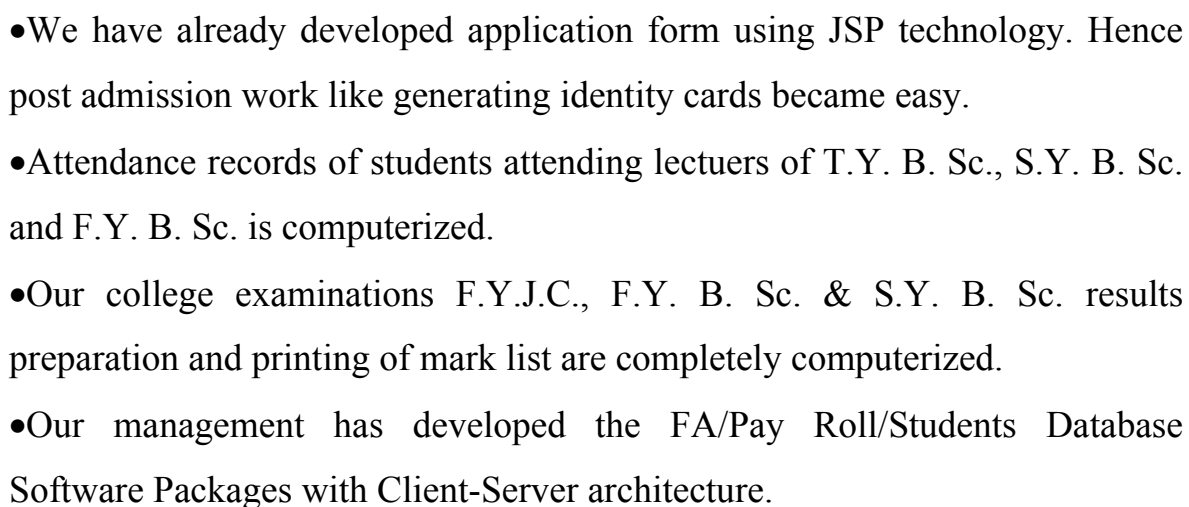 •We have already developed application form using JSP technology. Hence
post admission work like generating identity cards became easy.
•Attendance records of students attending lectuers of T.Y. B. Sc., S.Y. B. Sc.
and F.Y. B. Sc. is computerized.
•Our college examinations F.Y.J.C., F.Y. B. Sc. & S.Y. B. Sc. results
preparation and printing of mark list are completely computerized.
•Our management has developed the FA/Pay Roll/Students Database
Software Packages with Client-Server architecture.